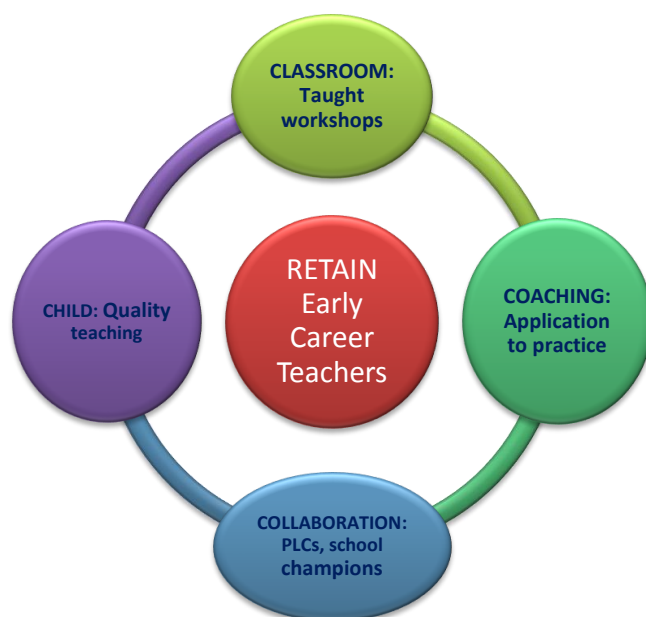 CLASSROOM:
Taught
workshops
RETAIN
Early
Career
Teachers
CHILD: Quality
teaching
COACHING:
Application
to practice
COLLABORATION:
PLCs, school
champions